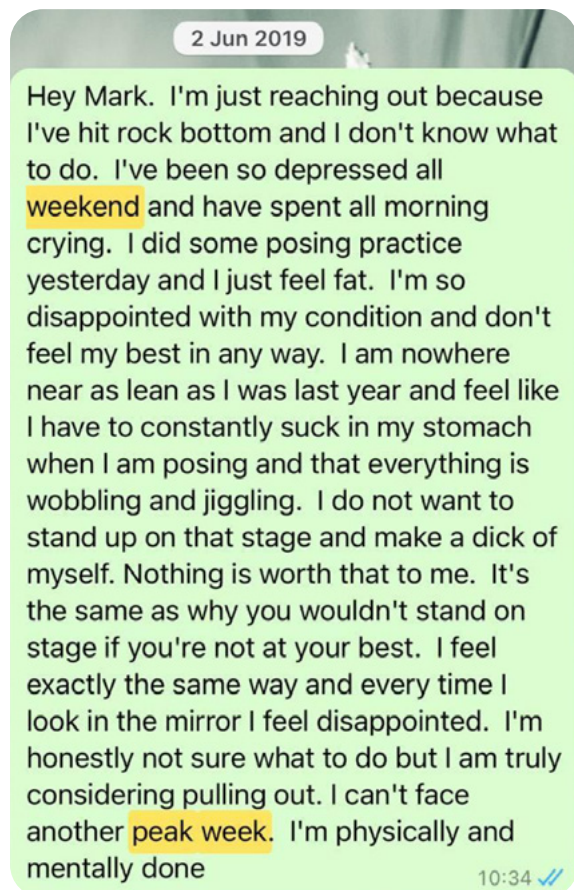 2 Jun 2019
Hey Mark.  I'm just reaching out because
I've hit rock bottom and I don't know what
to do.  I've been so depressed all
weekend and have spent all morning
crying.  I did some posing practice
yesterday and I just feel fat.  I'm so
disappointed with my condition and don't
feel my best in any way.  I am nowhere
near as lean as I was last year and feel like
I have to constantly suck in my stomach
when I am posing and that everything is
wobbling and jiggling.  I do not want to
stand up on that stage and make a dick of
myself. Nothing is worth that to me.  It's
the same as why you wouldn't stand on
stage if you're not at your best.  I feel
exactly the same way and every time I
look in the mirror I feel disappointed.  I'm
honestly not sure what to do but I am truly
considering pulling out. I can't face
another peak week.  I'm physically and
mentally done
10:34